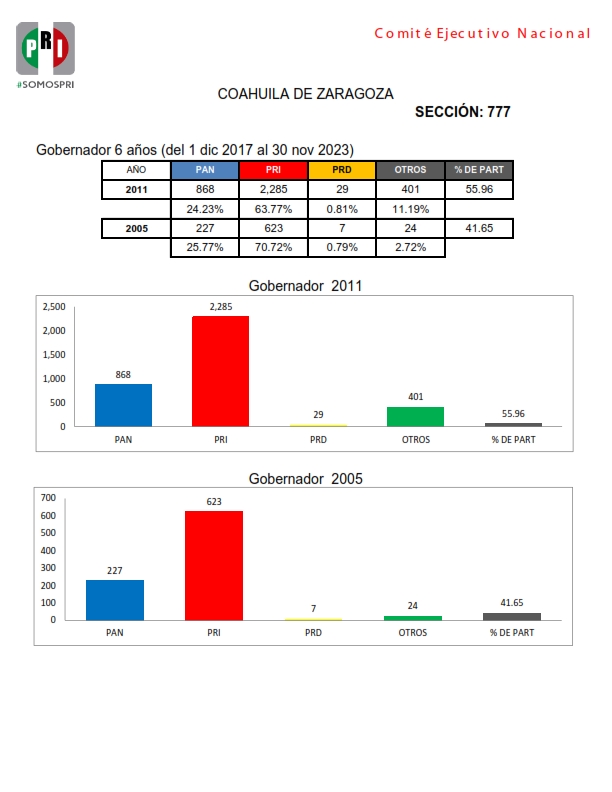 Comité Ejecutivo Nacional
PRI
#SOMOSPRI
COAHUILA DE ZARAGOZA
SECCIÓN: 777
Gobernador 6 años (del 1 dic 2017 al 30 nov 2023)
AÑO PAN PRI PRD OTROS % DE PART
2011 868 2,285 29 401 55.96
24.23% 63.77% 0.81% 11.19%
2005 227 623 7 24 41.65
25.77% 70.72% 0.79% 2.72%
Gobernador 2011
2,500
2,000
1,500
1,000
500
0
868 2,285 29 401 55.96
PAN PRI PRD OTROS % DE PART
Gobernador 2005
700
600
500
400
300
200
100
0
227 623 7 24 41.65
PAN PRI PRD OTROS % DE PART